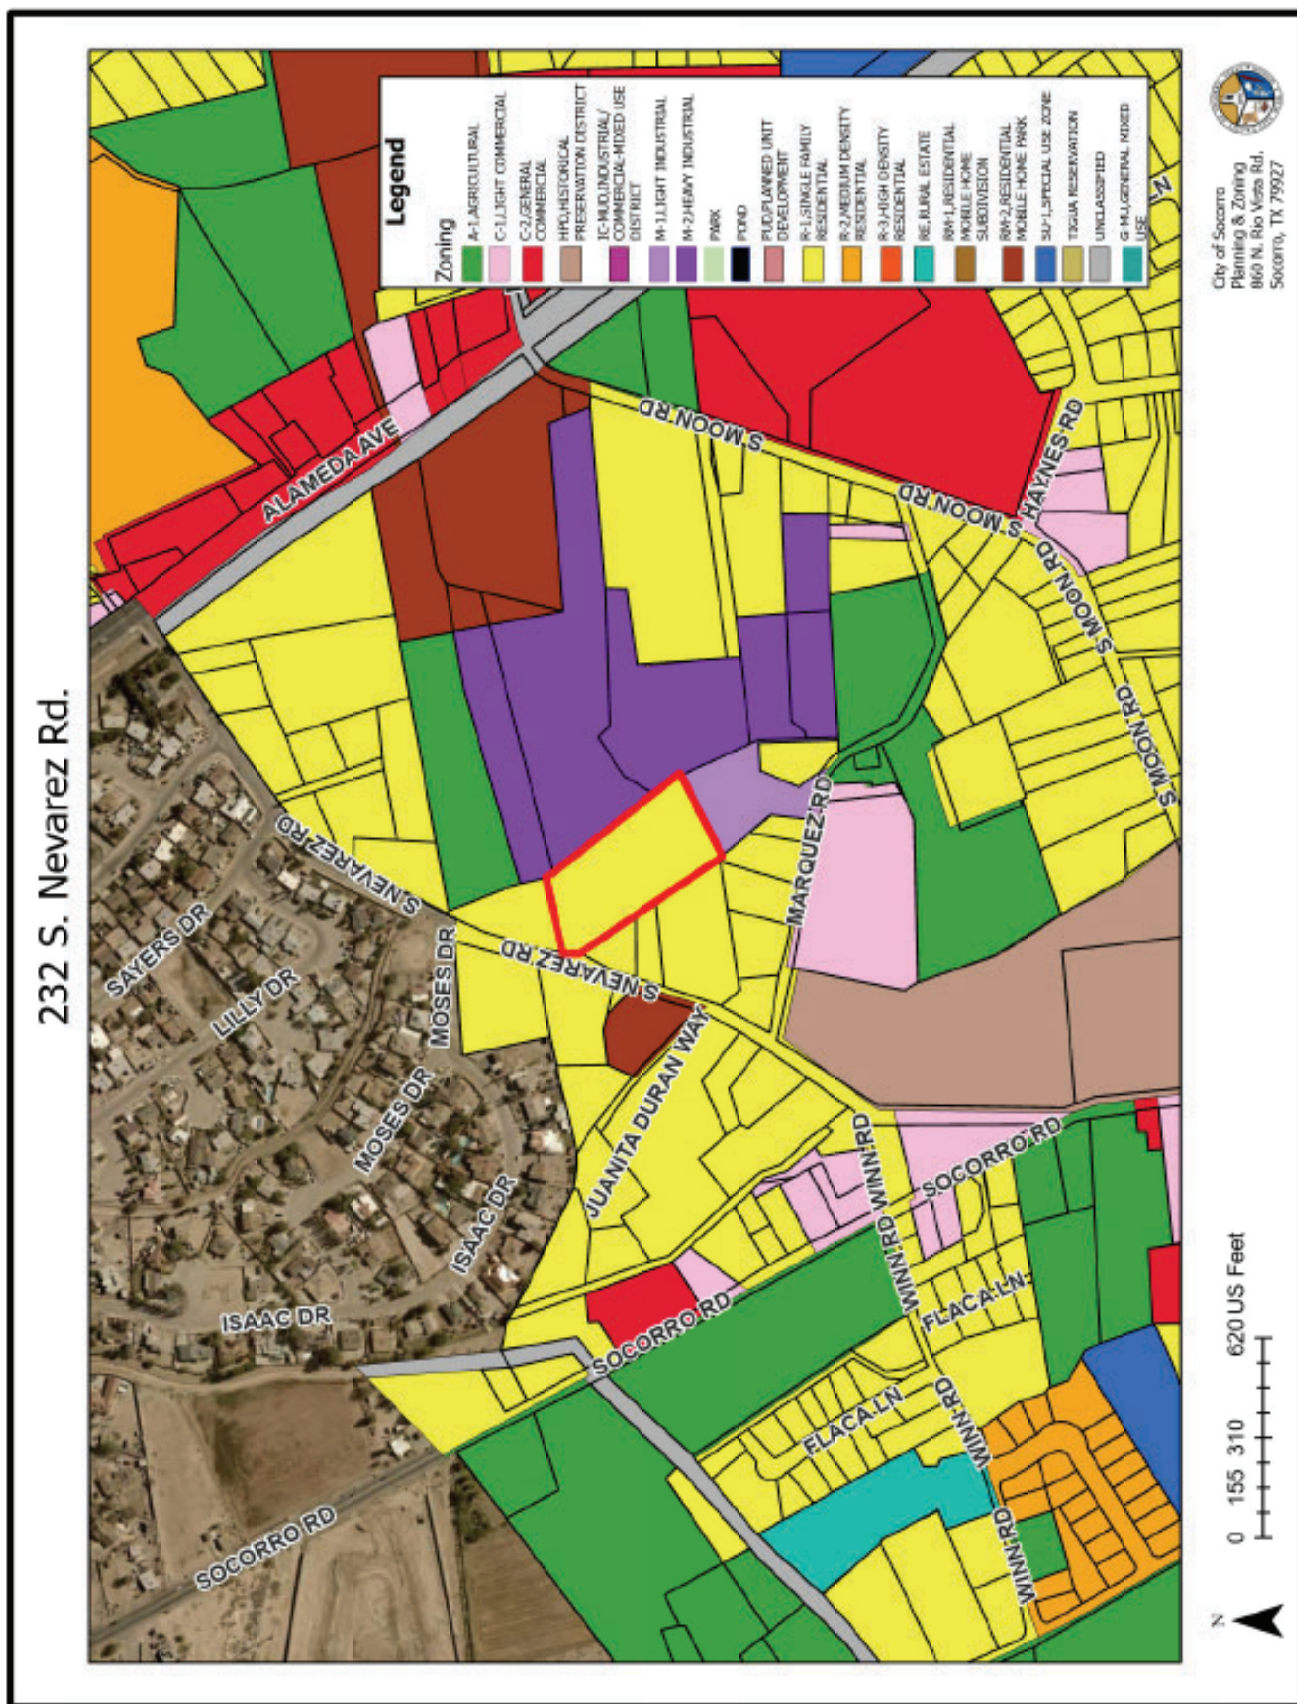 232 S. Nevarez Rd.
SAYERS DR
LILLY DR
MOSES DR
MOSES DR
ISAAC DR
ISAAC DR
SOCORRO RD
ALAMEDA AVE
S NEVAREZ RD
S NEVAREZ RD
S NEVAREZ RD
JUANITA DURAN WAY
MARQUEZ RD
S MOON RD
S MOON RD
S MOON RD
S MOON RD
S MOON RD
S MOON RD
HAYNES RD
SOCORRO RD
SOCORRO RD
WINN RD
WINN RD
WINN RD
WINN RD
WINN RD
FLACA LN
FLACA LN
Legend
Zoning
A-1,AGRICULTURAL
C-1,LIGHT COMMERCIAL
C-2,GENERAL
COMMERCIAL
HPD,HISTORICAL
PRESERVATION DISTRICT
IC-MUD,INDUSTRIAL/
COMMERCIAL-MIXED USE
DISTRICT
M-1,LIGHT INDUSTRIAL
M-2,HEAVY INDUSTRIAL
PARK
POND
PUD,PLANNED UNIT
DEVELOPMENT
R-1,SINGLE FAMILY
RESIDENTIAL
R-2,MEDIUM DENSITY
RESIDENTIAL
R-3,HIGH DENSITY
RESIDENTIAL
RE,RURAL ESTATE
RM-1,RESIDENTIAL
MOBILE HOME
SUBDIVISION
RM-2,RESIDENTIAL
MOBILE HOME PARK
SU-1,SPECIAL USE ZONE
TIGUA RESERVATION
UNCLASSIFIED
G-MU,GENERAL MIXED
USE
N
0 155 310 620 US Feet
City of Socorro
Planning & Zoning
860 N. Rio Vista Rd.
Socorro, TX 79927